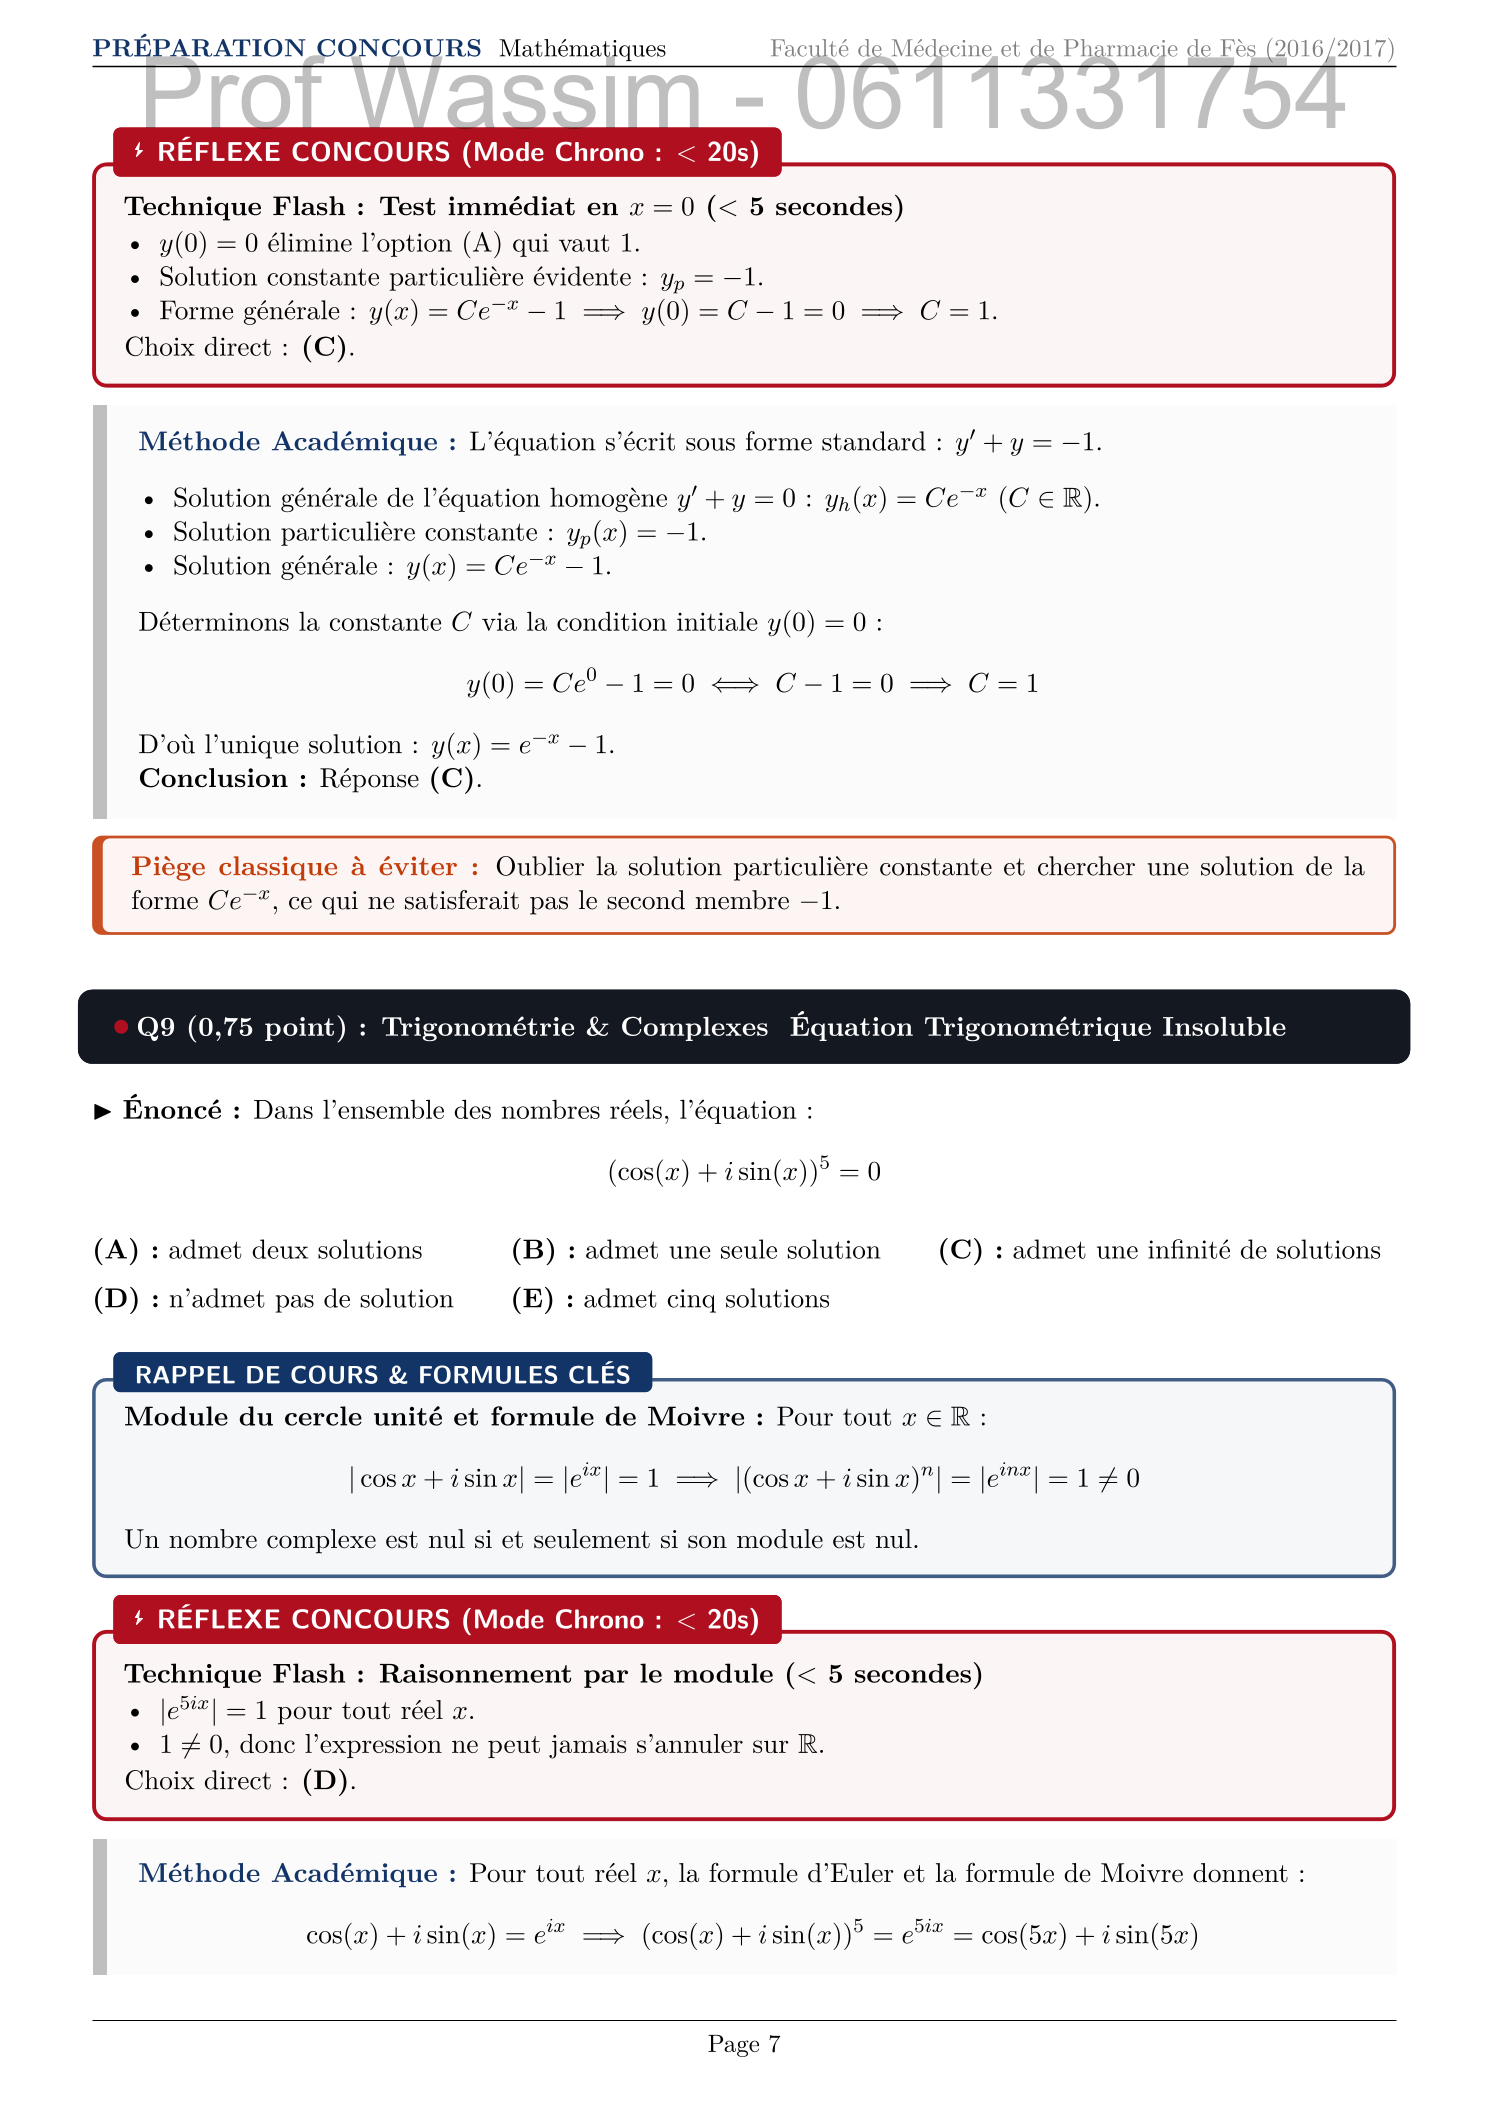 PRÉPARATION CONCOURS Mathématiques Faculté de Médecine et de Pharmacie de Fès (2016/2017)
Prof Wassim - 0611331754
RÉFLEXE CONCOURS (Mode Chrono : < 20s)
Technique Flash : Test immédiat en x = 0 (< 5 secondes)
• y(0) = 0 élimine l'option (A) qui vaut 1.
• Solution constante particulière évidente : yₚ = −1.
• Forme générale : y(x) = Ce⁻ˣ − 1 ⟹ y(0) = C − 1 = 0 ⟹ C = 1.
Choix direct : (C).
Méthode Académique : L'équation s'écrit sous forme standard : y′ + y = −1.
• Solution générale de l'équation homogène y′ + y = 0 : yₕ(x) = Ce⁻ˣ (C ∈ ℝ).
• Solution particulière constante : yₚ(x) = −1.
• Solution générale : y(x) = Ce⁻ˣ − 1.
Déterminons la constante C via la condition initiale y(0) = 0 :
y(0) = Ce⁰ − 1 = 0 ⟺ C − 1 = 0 ⟹ C = 1
D'où l'unique solution : y(x) = e⁻ˣ − 1.
Conclusion : Réponse (C).
Piège classique à éviter : Oublier la solution particulière constante et chercher une solution de la
forme Ce⁻ˣ, ce qui ne satisferait pas le second membre −1.
• Q9 (0,75 point) : Trigonométrie & Complexes Équation Trigonométrique Insoluble
▶ Énoncé : Dans l'ensemble des nombres réels, l'équation :
(cos(x) + i sin(x))⁵ = 0
(A) : admet deux solutions (B) : admet une seule solution (C) : admet une infinité de solutions
(D) : n'admet pas de solution (E) : admet cinq solutions
RAPPEL DE COURS & FORMULES CLÉS
Module du cercle unité et formule de Moivre : Pour tout x ∈ ℝ :
|cos x + i sin x| = |eⁱˣ| = 1 ⟹ |(cos x + i sin x)ⁿ| = |eⁱⁿˣ| = 1 ≠ 0
Un nombre complexe est nul si et seulement si son module est nul.
RÉFLEXE CONCOURS (Mode Chrono : < 20s)
Technique Flash : Raisonnement par le module (< 5 secondes)
• |e⁵ⁱˣ| = 1 pour tout réel x.
• 1 ≠ 0, donc l'expression ne peut jamais s'annuler sur ℝ.
Choix direct : (D).
Méthode Académique : Pour tout réel x, la formule d'Euler et la formule de Moivre donnent :
cos(x) + i sin(x) = eⁱˣ ⟹ (cos(x) + i sin(x))⁵ = e⁵ⁱˣ = cos(5x) + i sin(5x)
Page 7